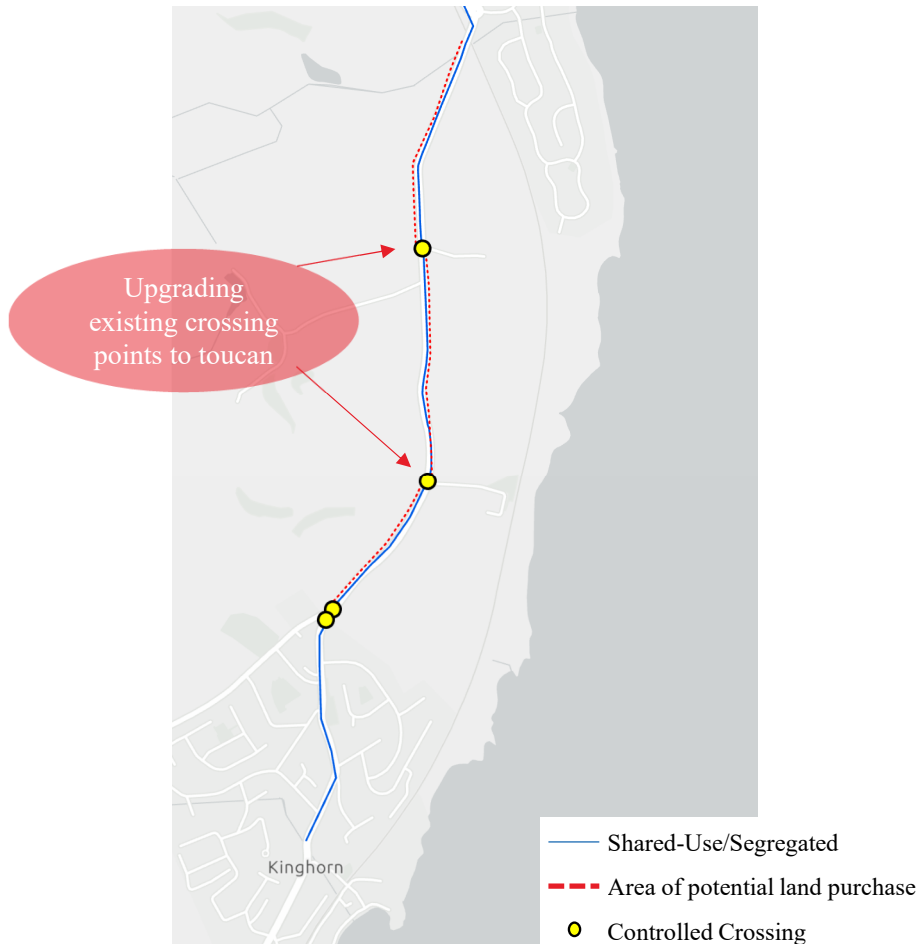 Upgrading
existing crossing
points to toucan
Kinghorn
Shared-Use/Segregated
Area of potential land purchase
Controlled Crossing